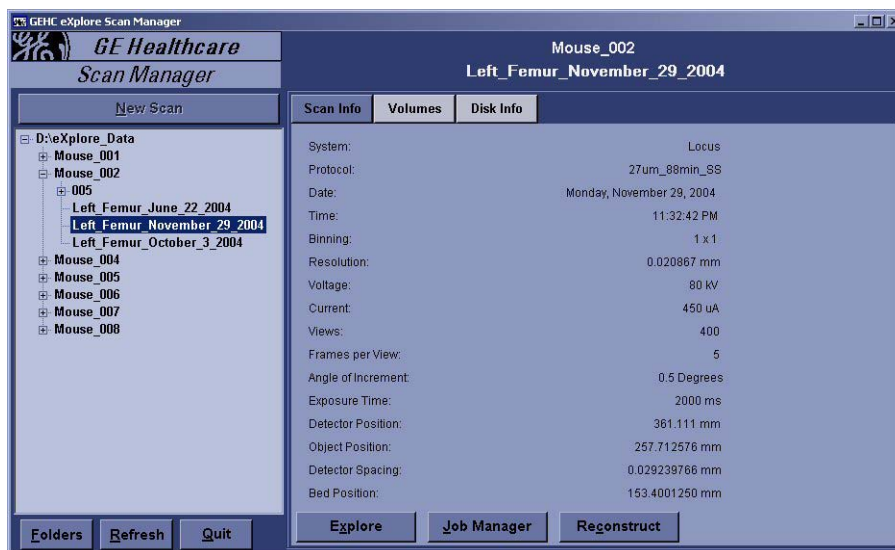 GEHC eXplore Scan Manager
GE Healthcare
Scan Manager
Mouse_002
Left_Femur_November_29_2004
New Scan
Scan Info Volumes Disk Info
D:\eXplore_Data
Mouse_001
Mouse_002
005
Left_Femur_June_22_2004
Left_Femur_November_29_2004
Left_Femur_October_3_2004
Mouse_004
Mouse_005
Mouse_006
Mouse_007
Mouse_008
System: Locus
Protocol: 27um_88min_SS
Date: Monday, November 29, 2004
Time: 11:32:42 PM
Binning: 1 x 1
Resolution: 0.020867 mm
Voltage: 80 kV
Current: 450 uA
Views: 400
Frames per View: 5
Angle of Increment: 0.5 Degrees
Exposure Time: 2000 ms
Detector Position: 361.111 mm
Object Position: 257.712576 mm
Detector Spacing: 0.029239766 mm
Bed Position: 153.4001250 mm
Folders Refresh Quit
Explore Job Manager Reconstruct